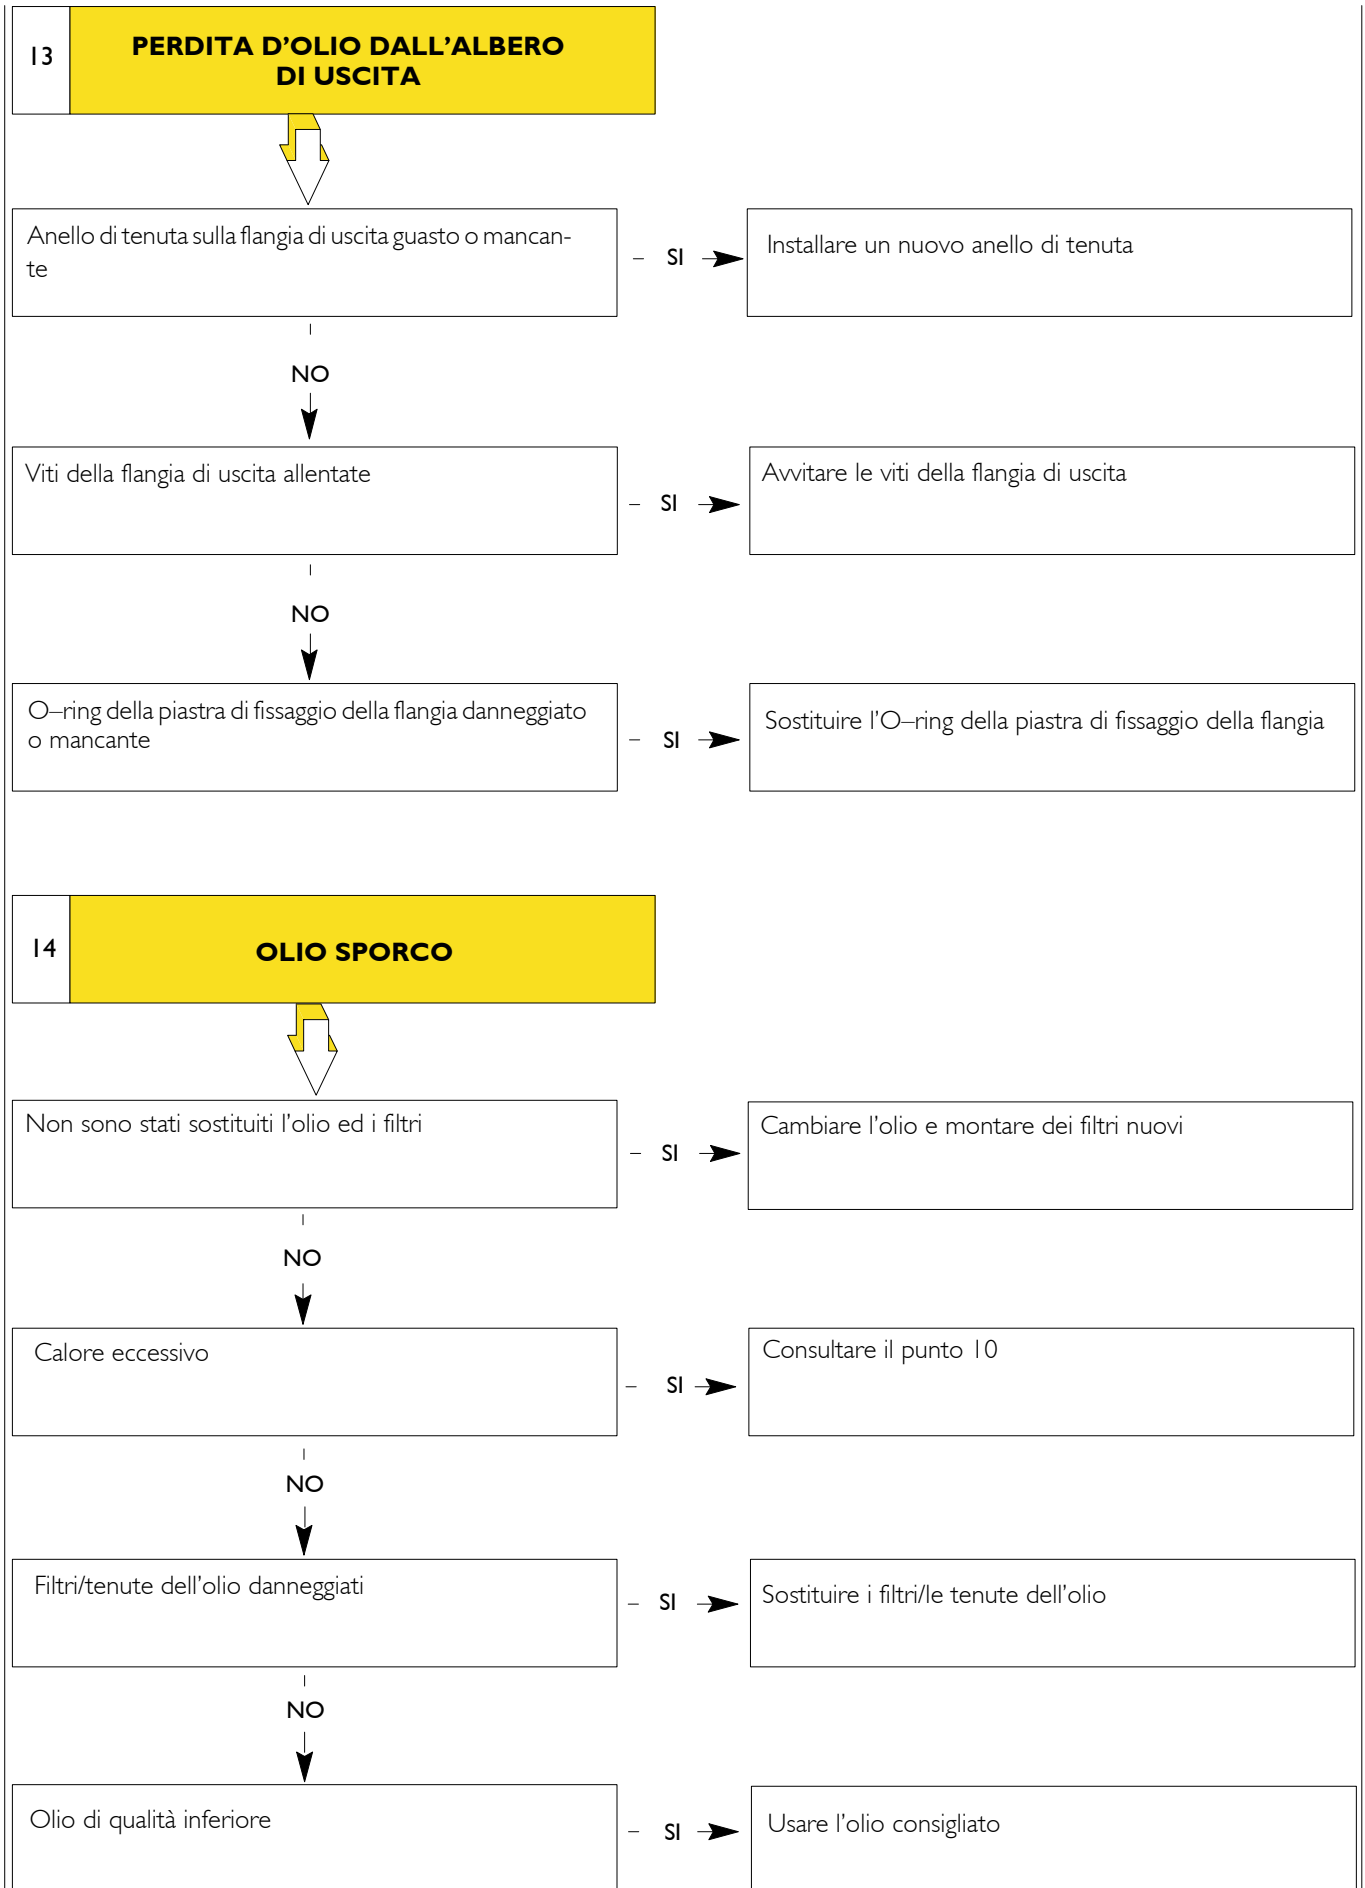 13
PERDITA D'OLIO DALL'ALBERO
DI USCITA
Anello di tenuta sulla flangia di uscita guasto o mancan-
te
SI
Installare un nuovo anello di tenuta
NO
Viti della flangia di uscita allentate
SI
Avvitare le viti della flangia di uscita
NO
O–ring della piastra di fissaggio della flangia danneggiato
o mancante
SI
Sostituire l'O–ring della piastra di fissaggio della flangia
14
OLIO SPORCO
Non sono stati sostituiti l'olio ed i filtri
SI
Cambiare l'olio e montare dei filtri nuovi
NO
Calore eccessivo
SI
Consultare il punto 10
NO
Filtri/tenute dell'olio danneggiati
SI
Sostituire i filtri/le tenute dell'olio
NO
Olio di qualità inferiore
SI
Usare l'olio consigliato